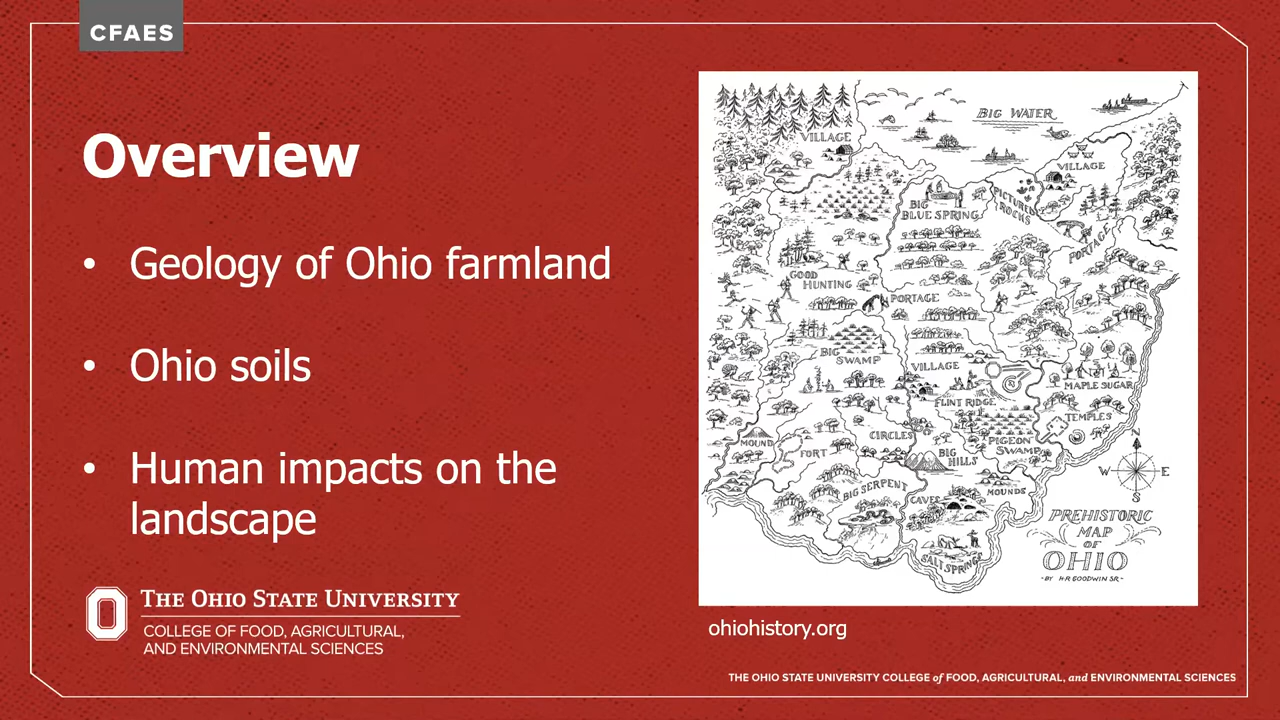 CFAES
Overview
• Geology of Ohio farmland
• Ohio soils
• Human impacts on the
landscape
THE OHIO STATE UNIVERSITY
COLLEGE OF FOOD, AGRICULTURAL,
AND ENVIRONMENTAL SCIENCES
BIG WATER
VILLAGE
VILLAGE
BIG
BLUE SPRING
PICTURED
ROCKS
PORTAGE
GOOD
HUNTING
PORTAGE
BIG
SWAMP
VILLAGE
MAPLE SUGAR
FLINT RIDGE
TEMPLES
MOUND
FORT
CIRCLES
PIGEON
SWAMP
BIG
HILLS
N
W E
S
BIG SERPENT
CAVES
MOUNDS
SALT SPRINGS
PREHISTORIC
MAP
OF
OHIO
-BY H·R·GOODWIN SR-
ohiohistory.org
THE OHIO STATE UNIVERSITY COLLEGE of FOOD, AGRICULTURAL, and ENVIRONMENTAL SCIENCES